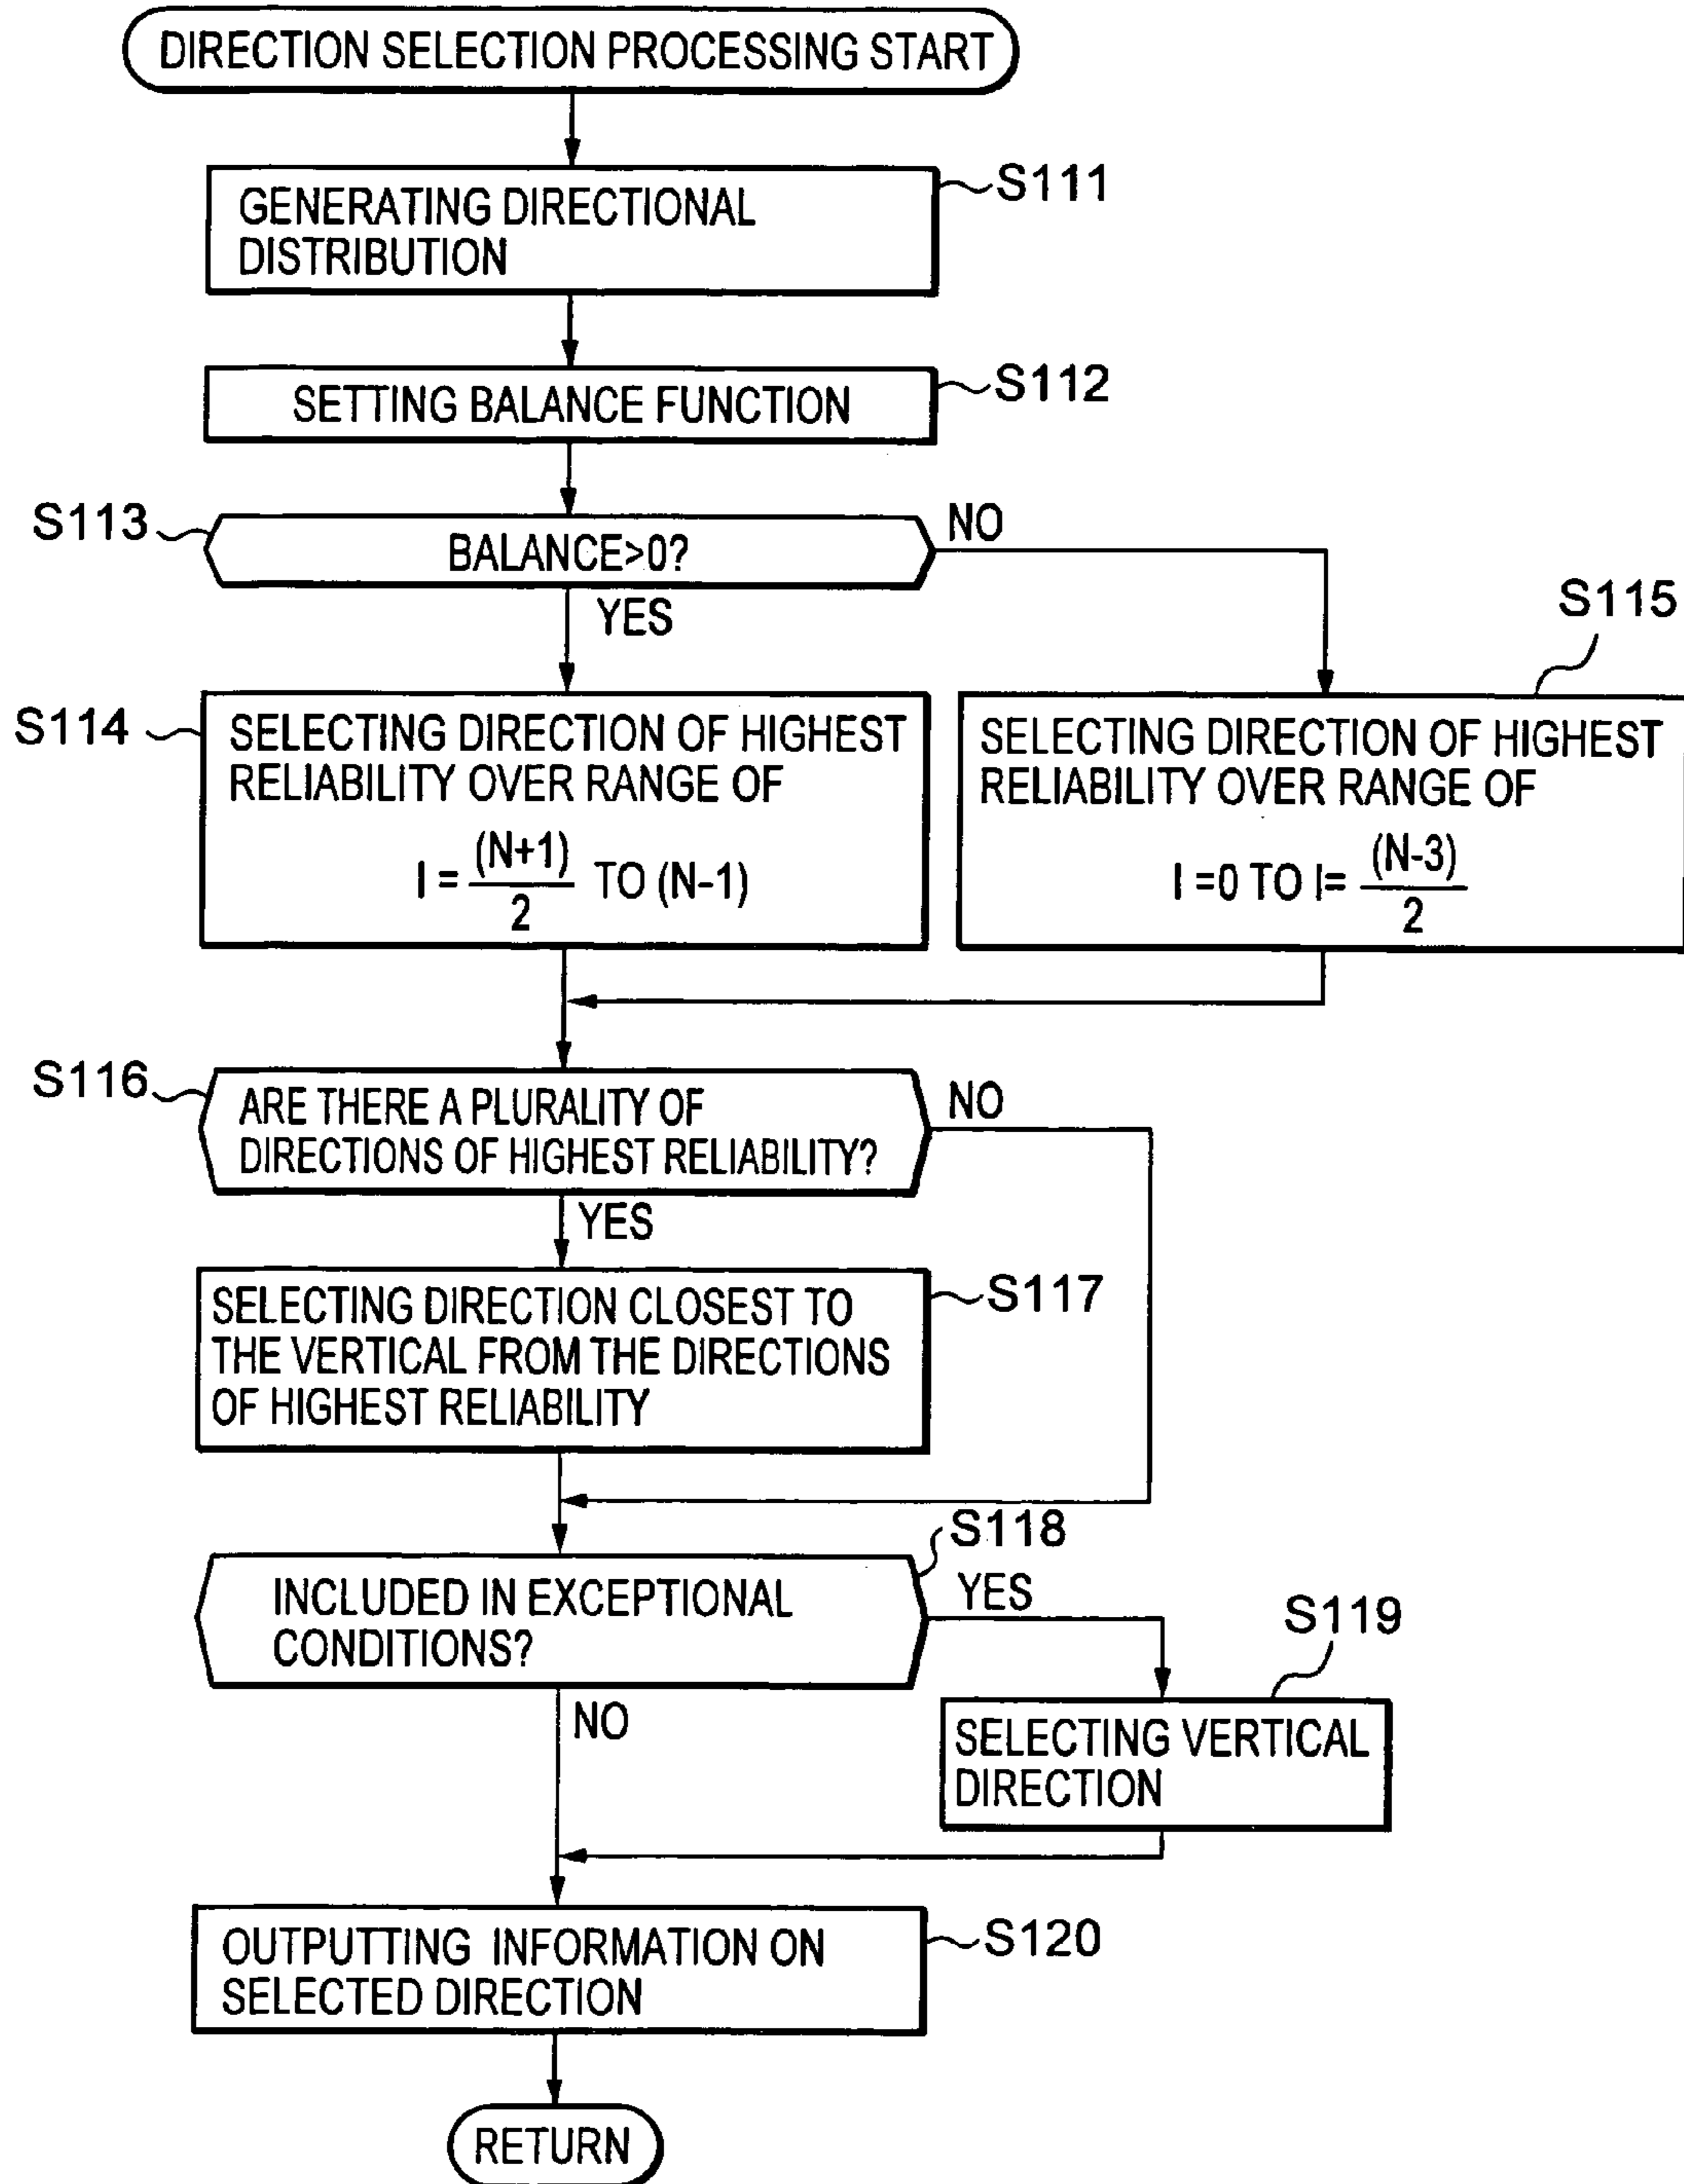 DIRECTION SELECTION PROCESSING START
GENERATING DIRECTIONAL
DISTRIBUTION
S111
SETTING BALANCE FUNCTION
S112
S113
BALANCE>0?
NO
YES
S115
S114
SELECTING DIRECTION OF HIGHEST
RELIABILITY OVER RANGE OF
I = (N+1)/2 TO (N-1)
SELECTING DIRECTION OF HIGHEST
RELIABILITY OVER RANGE OF
I =0 TO I= (N-3)/2
S116
ARE THERE A PLURALITY OF
DIRECTIONS OF HIGHEST RELIABILITY?
NO
YES
SELECTING DIRECTION CLOSEST TO
THE VERTICAL FROM THE DIRECTIONS
OF HIGHEST RELIABILITY
S117
S118
INCLUDED IN EXCEPTIONAL
CONDITIONS?
YES
NO
S119
SELECTING VERTICAL
DIRECTION
OUTPUTTING INFORMATION ON
SELECTED DIRECTION
S120
RETURN